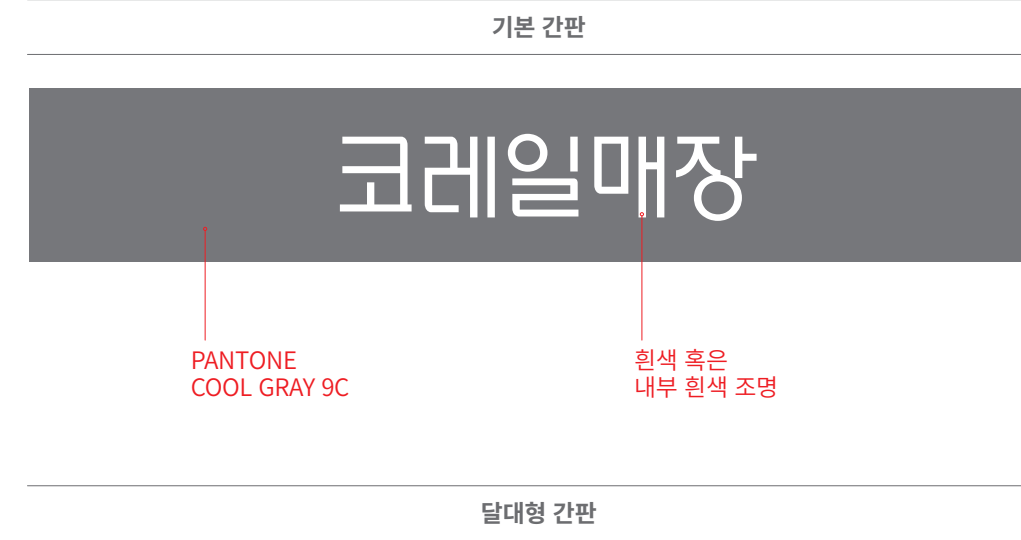 기본 간판
코레일매장
PANTONE
COOL GRAY 9C
흰색 혹은
내부 흰색 조명
달대형 간판